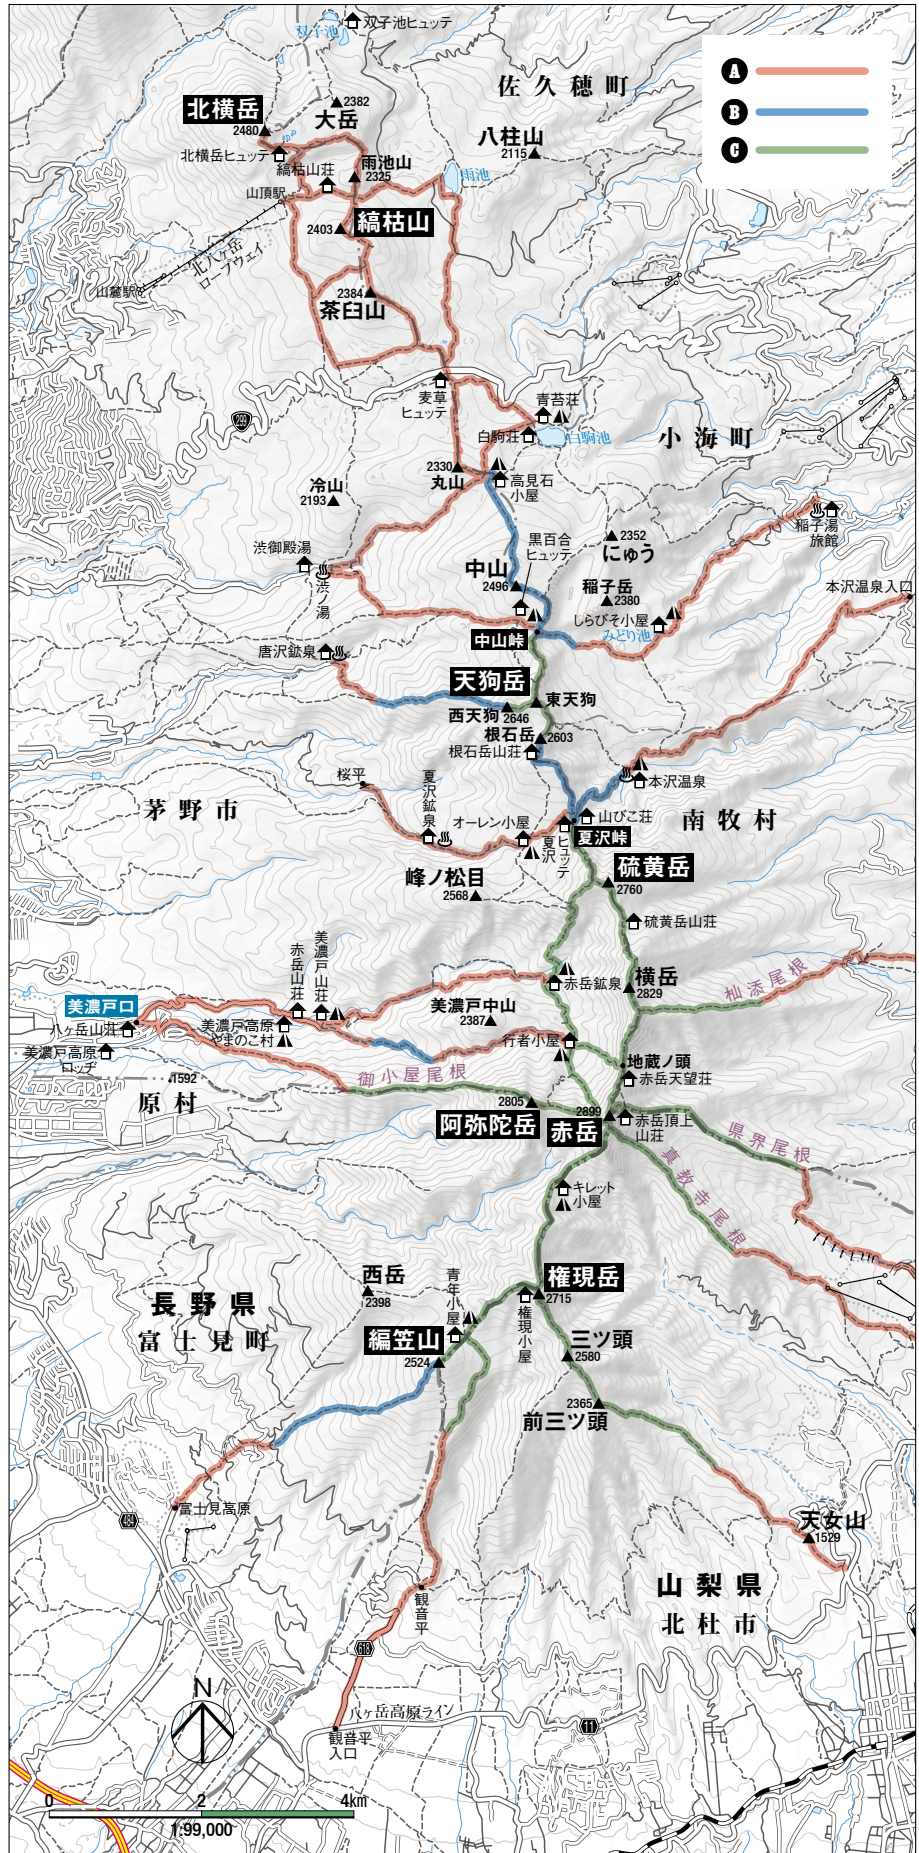 双子池
双子池ヒュッテ
佐久穂町
A
B
C
北横岳
2480
2382
大岳
八柱山
2115
北横岳ヒュッテ
縞枯山荘
雨池山
2325
雨池
山頂駅
縞枯山
2403
北八ヶ岳
ロープウェイ
山麓駅
2384
茶臼山
麦草
ヒュッテ
299
青苔荘
白駒荘
白駒池
小海町
2330
丸山
高見石
小屋
冷山
2193
稲子湯
旅館
渋御殿湯
渋ノ湯
黒百合
ヒュッテ
2352
にゅう
中山
2496
稲子岳
2380
本沢温泉入口
しらびそ小屋
みどり池
中山峠
唐沢鉱泉
天狗岳
東天狗
西天狗
2646
根石岳
2603
根石岳山荘
本沢温泉
桜平
夏沢鉱泉
茅野市
オーレン小屋
夏沢
ヒュッテ
山びこ荘
夏沢峠
南牧村
硫黄岳
2760
峰ノ松目
2568
硫黄岳山荘
美濃戸山荘
赤岳山荘
赤岳鉱泉
横岳
2829
杣添尾根
美濃戸口
八ヶ岳山荘
美濃戸高原
やまのこ村
美濃戸中山
2387
行者小屋
美濃戸高原
ロッヂ
地蔵ノ頭
赤岳天望荘
1592
御小屋尾根
原村
2805
阿弥陀岳
2899
赤岳
赤岳頂上
山荘
県界尾根
真教寺尾根
キレット
小屋
西岳
2398
青年小屋
権現岳
2715
権現小屋
長野県
富士見町
編笠山
2524
三ツ頭
2580
2365
前三ツ頭
富士見高原
484
天女山
1529
山梨県
北杜市
観音平
618
N
八ヶ岳高原ライン
観音平
入口
11
0
2
4km
1:99,000